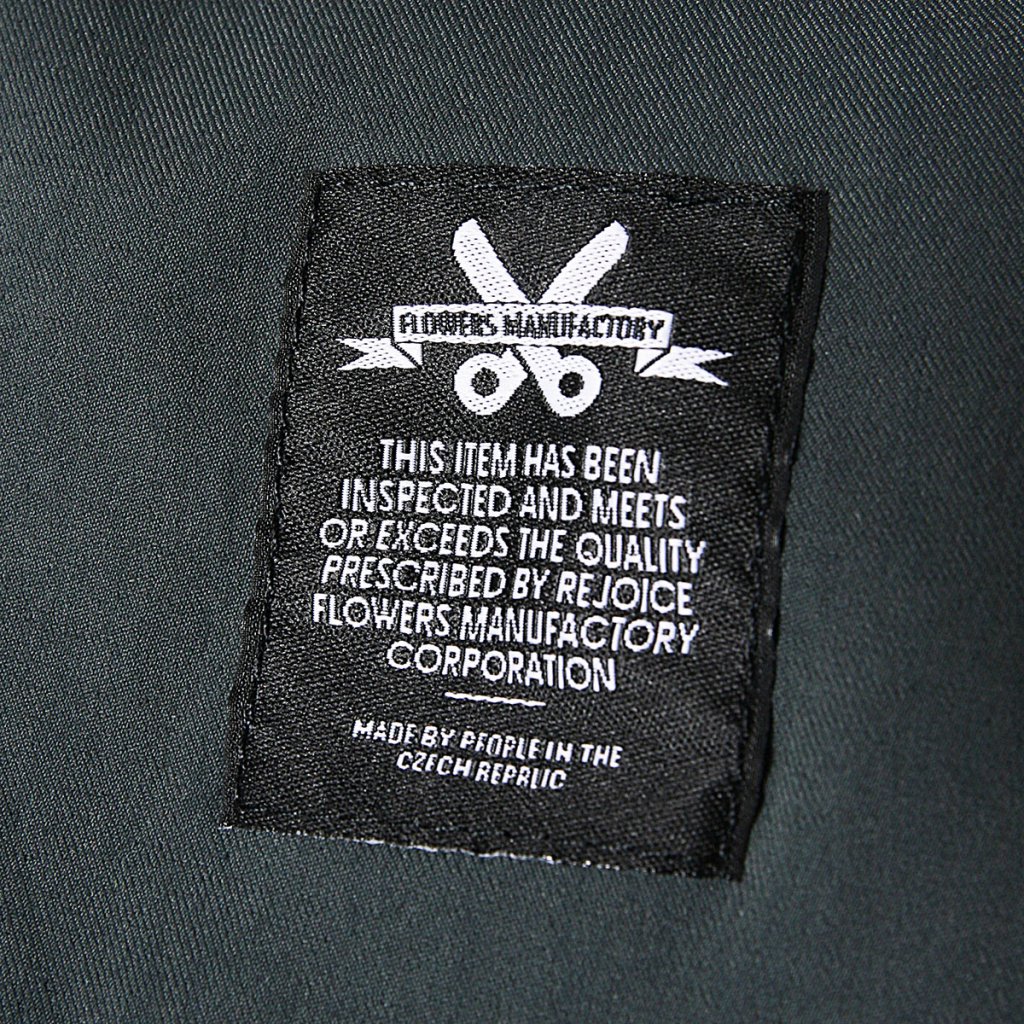 FLOWERS MANUFACTORY
THIS ITEM HAS BEEN
INSPECTED AND MEETS
OR EXCEEDS THE QUALITY
PRESCRIBED BY REJOICE
FLOWERS MANUFACTORY
CORPORATION
MADE BY PEOPLE IN THE
CZECH REPRLIC